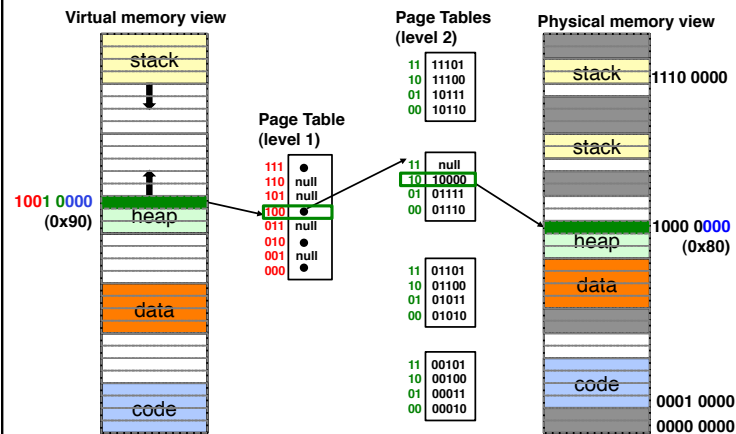 Virtual memory view
stack
heap
data
code
1001 0000
(0x90)
Page Table
(level 1)
111
110 null
101 null
100
011 null
010
001 null
000
Page Tables
(level 2)
11 11101
10 11100
01 10111
00 10110
11 null
10 10000
01 01111
00 01110
11 01101
10 01100
01 01011
00 01010
11 00101
10 00100
01 00011
00 00010
Physical memory view
stack
1110 0000
stack
1000 0000
(0x80)
heap
data
code
0001 0000
0000 0000